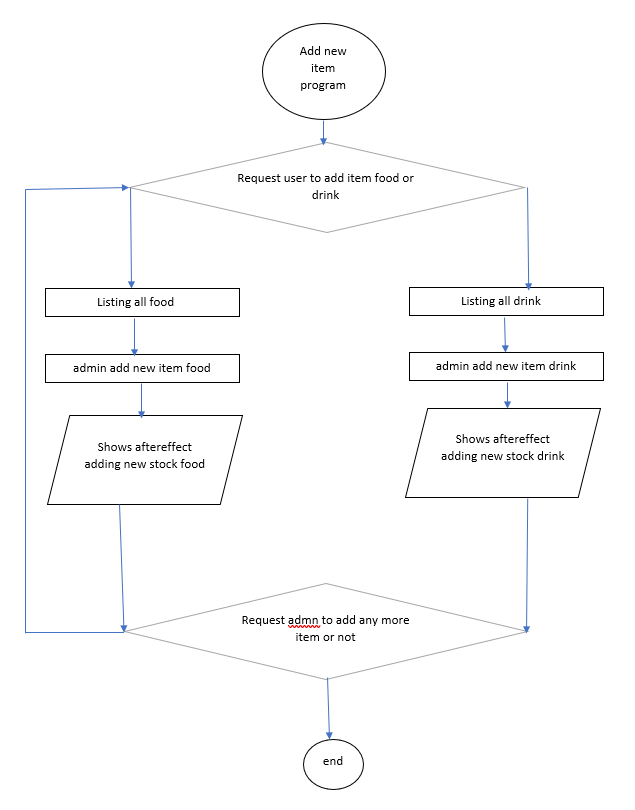 Add new
item
program
Request user to add item food or
drink
Listing all food
Listing all drink
admin add new item food
admin add new item drink
Shows aftereffect
adding new stock food
Shows aftereffect
adding new stock drink
Request admn to add any more
item or not
end